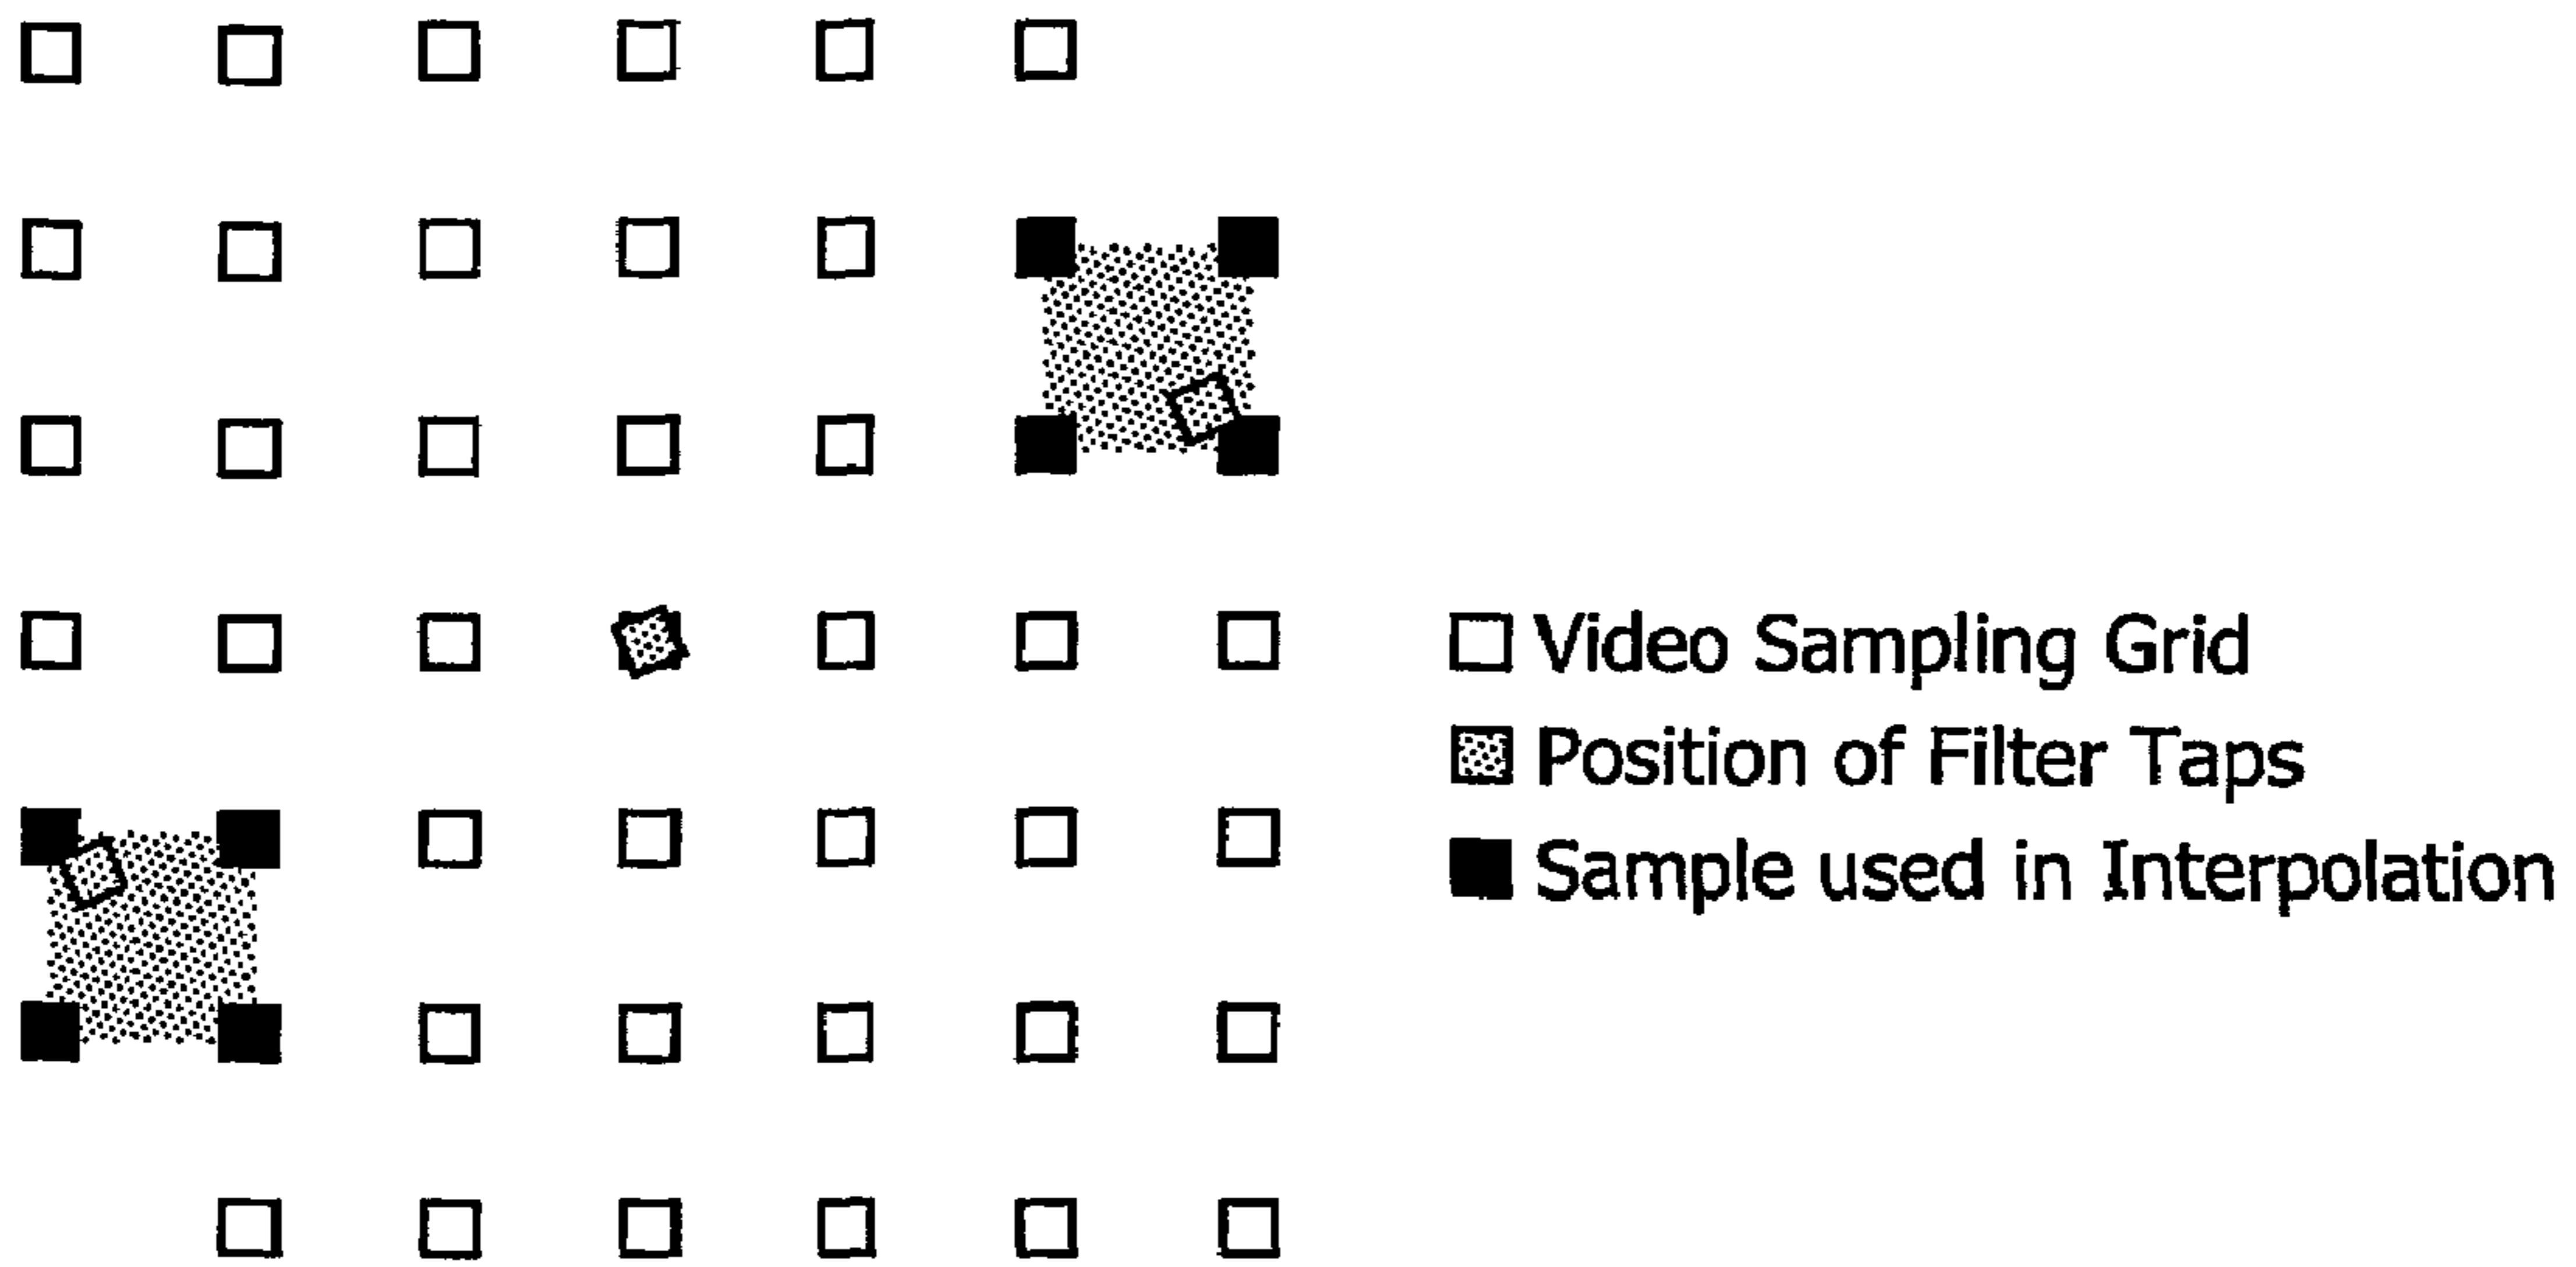 Video Sampling Grid
Position of Filter Taps
Sample used in Interpolation